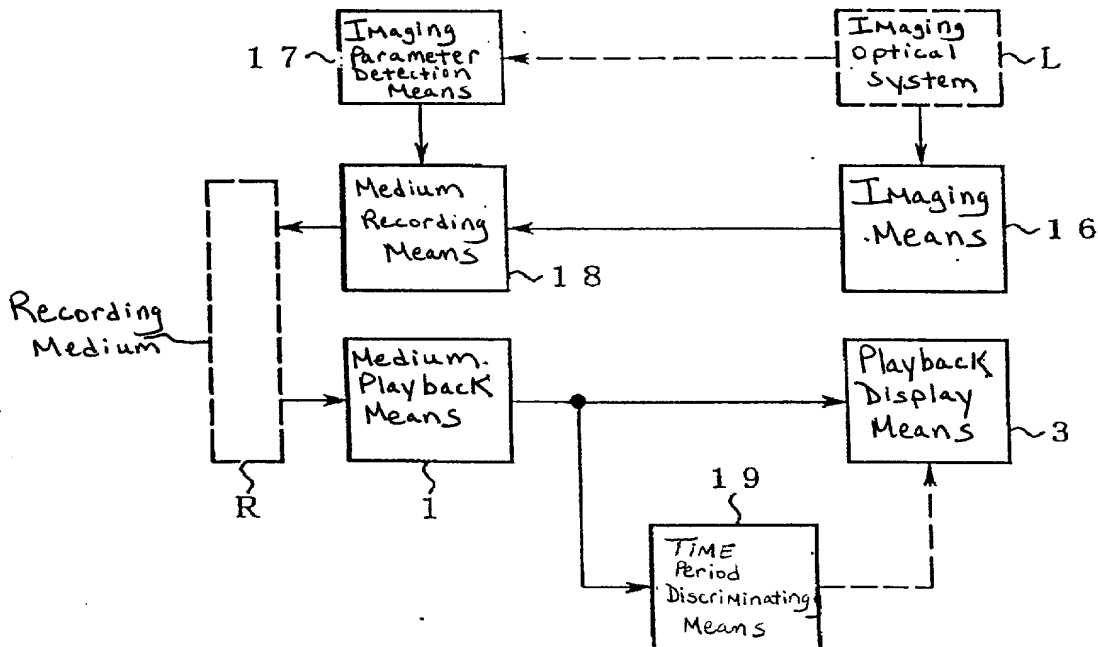 Imaging
Parameter
Detection
Means
17
Imaging
Optical
System
L
Medium
Recording
Means
18
Imaging
Means
16
Recording
Medium
R
Medium
Playback
Means
1
Playback
Display
Means
3
19
TIME
Period
Discriminating
Means